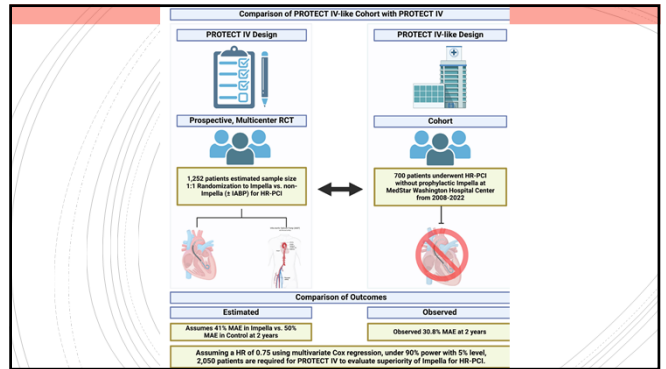 Comparison of PROTECT IV-like Cohort with PROTECT IV
PROTECT IV Design
PROTECT IV-like Design
Prospective, Multicenter RCT
Cohort
1,252 patients estimated sample size
1:1 Randomization to Impella vs. non-
Impella (± IABP) for HR-PCI
700 patients underwent HR-PCI
without prophylactic Impella at
MedStar Washington Hospital Center
from 2008-2022
Comparison of Outcomes
Estimated
Observed
Assumes 41% MAE in Impella vs. 50%
MAE in Control at 2 years
Observed 30.8% MAE at 2 years
Assuming a HR of 0.75 using multivariate Cox regression, under 90% power with 5% level,
2,050 patients are required for PROTECT IV to evaluate superiority of Impella for HR-PCI.